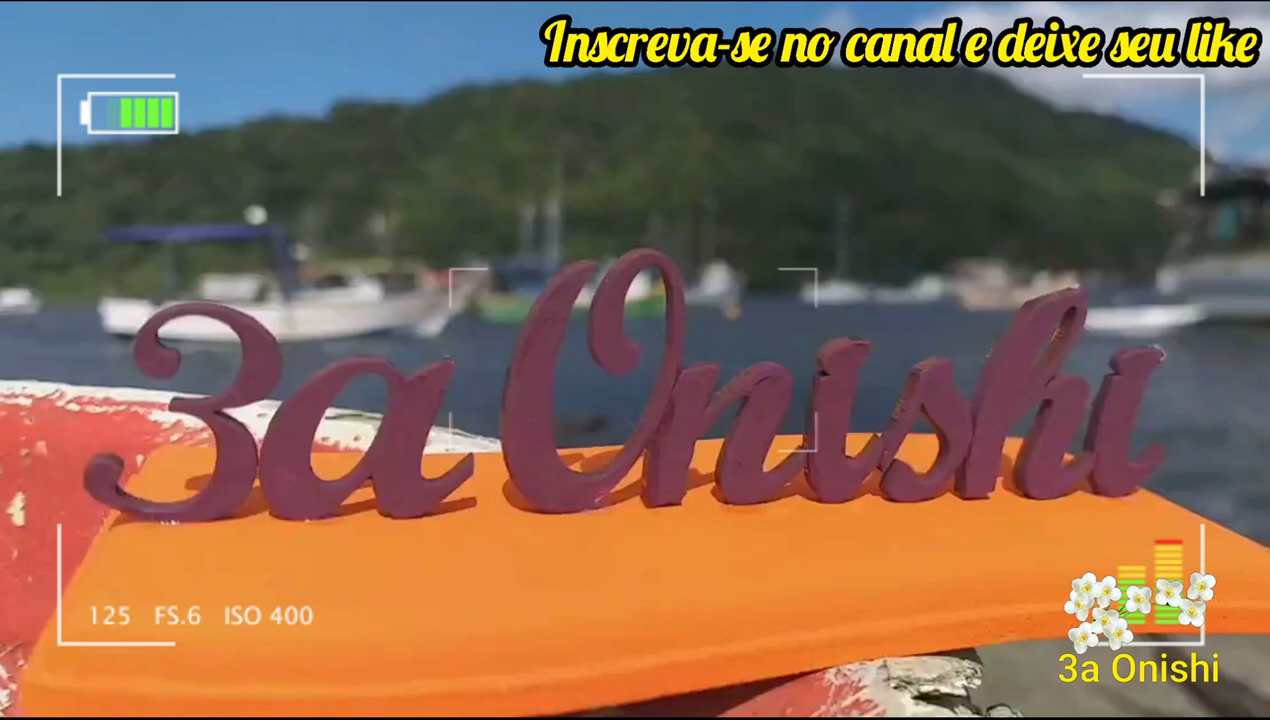 Inscreva-se no canal e deixe seu like
3a Onishi
125 FS.6 ISO 400
3a Onishi